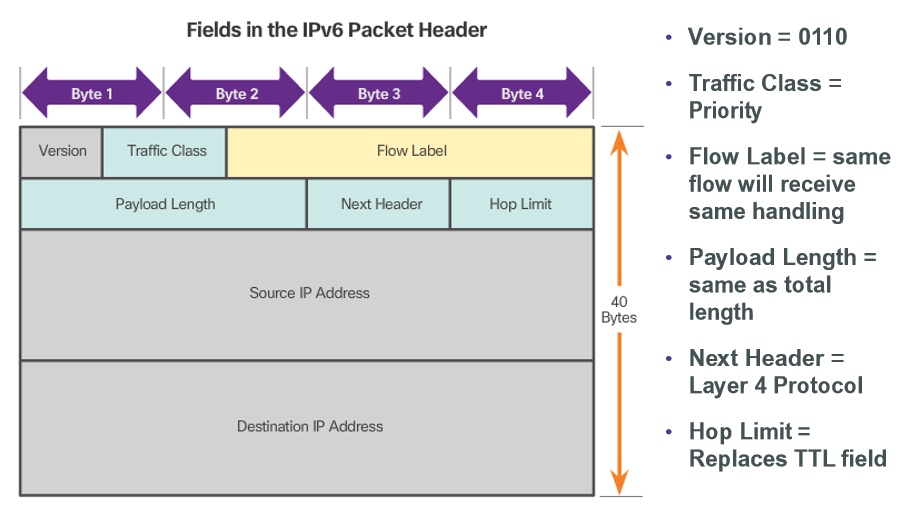 Fields in the IPv6 Packet Header
Byte 1
Byte 2
Byte 3
Byte 4
Version
Traffic Class
Flow Label
Payload Length
Next Header
Hop Limit
Source IP Address
Destination IP Address
40
Bytes
• Version = 0110
• Traffic Class =
Priority
• Flow Label = same
flow will receive
same handling
• Payload Length =
same as total
length
• Next Header =
Layer 4 Protocol
• Hop Limit =
Replaces TTL field